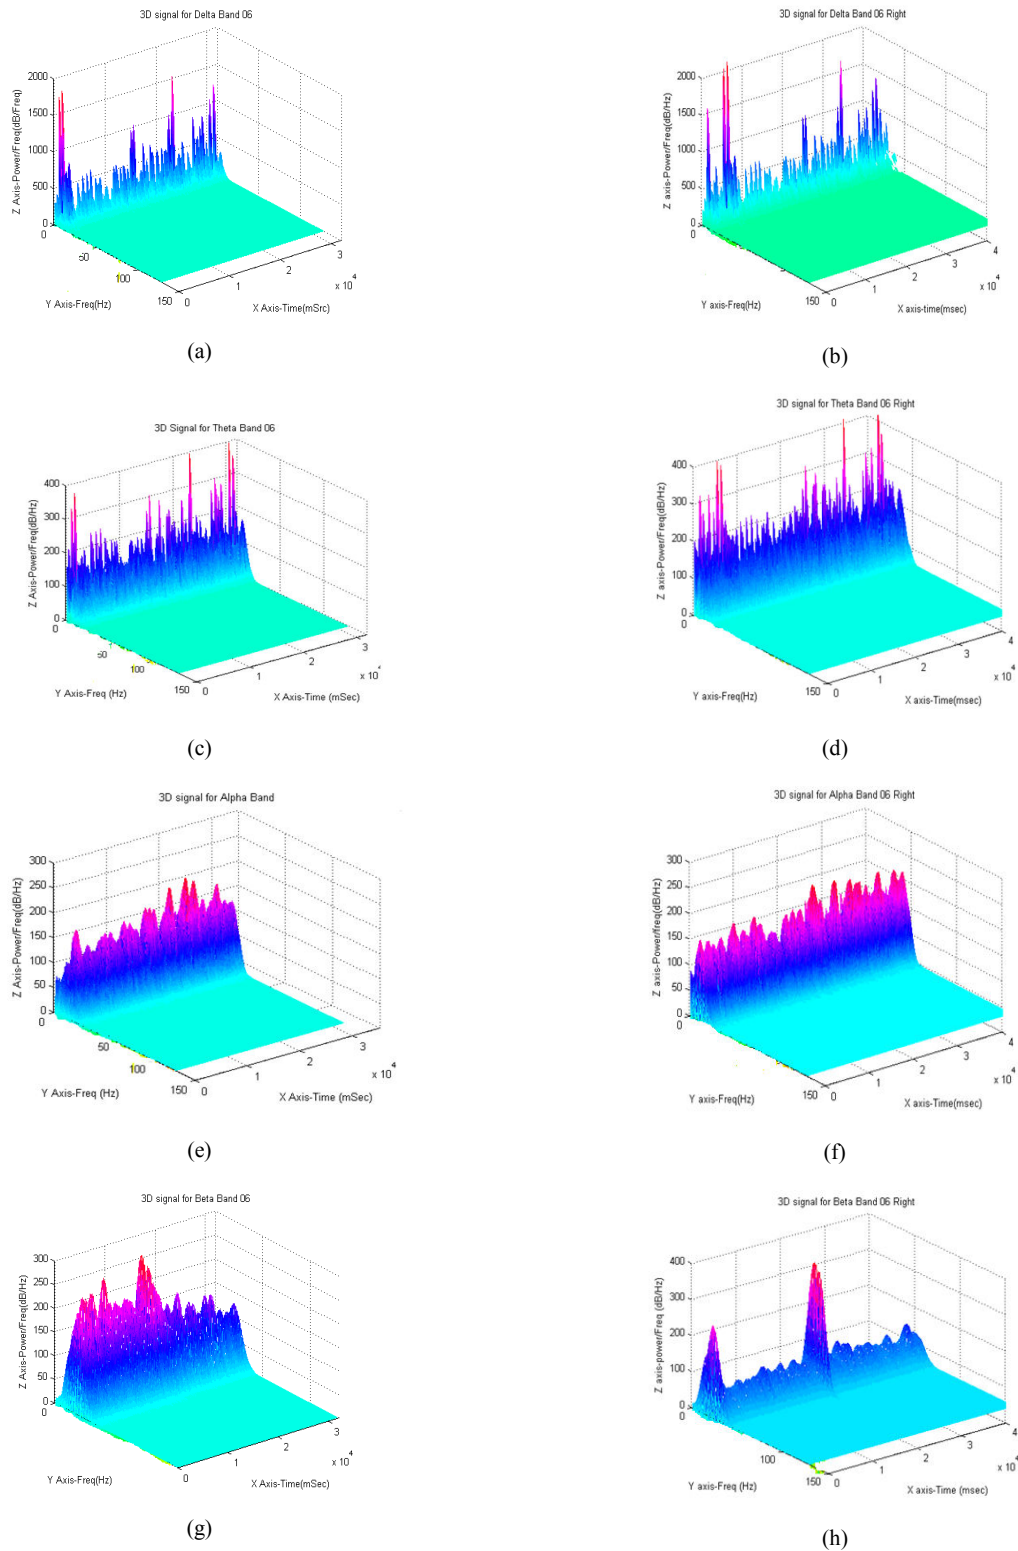 3D signal for Delta Band 06
2000
1500
1000
500
0
Z Axis-Power/Freq(dB/Freq)
0
50
100
150
Y Axis-Freq(Hz)
0
1
2
3
x 10^4
X Axis-Time(mSrc)
(a)
3D signal for Delta Band 06 Right
2000
1500
1000
500
0
Z Axis-Power/Freq(dB/Hz)
0
150
Y axis-Freq(Hz)
0
1
2
3
4
x 10^4
X axis-time(msec)
(b)
3D Signal for Theta Band 06
400
300
200
100
0
Z Axis-Power/Freq(dB/Hz)
0
50
100
150
Y Axis-Freq (Hz)
0
1
2
3
x 10^4
X Axis-Time (mSec)
(c)
3D signal for Theta Band 06 Right
400
300
200
100
0
Z axis-Power/Freq(dB/Hz)
0
150
Y axis-Freq(Hz)
0
1
2
3
4
x 10^4
X axis-Time(msec)
(d)
3D signal for Alpha Band
300
250
200
150
100
50
0
Z Axis-Power/Freq(dB/Hz)
0
50
100
150
Y Axis-Freq (Hz)
0
1
2
3
x 10^4
X Axis-Time (mSec)
(e)
3D signal for Alpha Band 06 Right
300
250
200
150
100
50
0
Z axis-Power/freq(dB/Hz)
0
150
Y axis-Freq(Hz)
0
1
2
3
4
x 10^4
X axis-Time(msec)
(f)
3D signal for Beta Band 06
300
250
200
150
100
50
0
Z Axis-Power/Freq(dB/Hz)
0
Y Axis-Freq(Hz)
0
1
2
3
x 10^4
X Axis-Time(mSec)
(g)
3D signal for Beta Band 06 Right
400
300
200
100
0
Z axis-power/Freq (dB/Hz)
0
100
150
Y axis-Freq (Hz)
0
1
2
3
4
x 10^4
X axis-Time (msec)
(h)